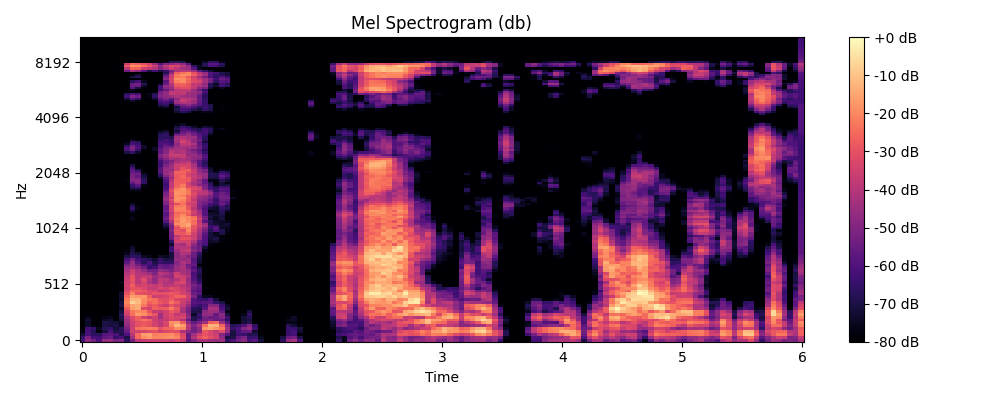 Mel Spectrogram (db)
8192
4096
2048
1024
512
0
Hz
0 1 2 3 4 5 6
Time
+0 dB
-10 dB
-20 dB
-30 dB
-40 dB
-50 dB
-60 dB
-70 dB
-80 dB